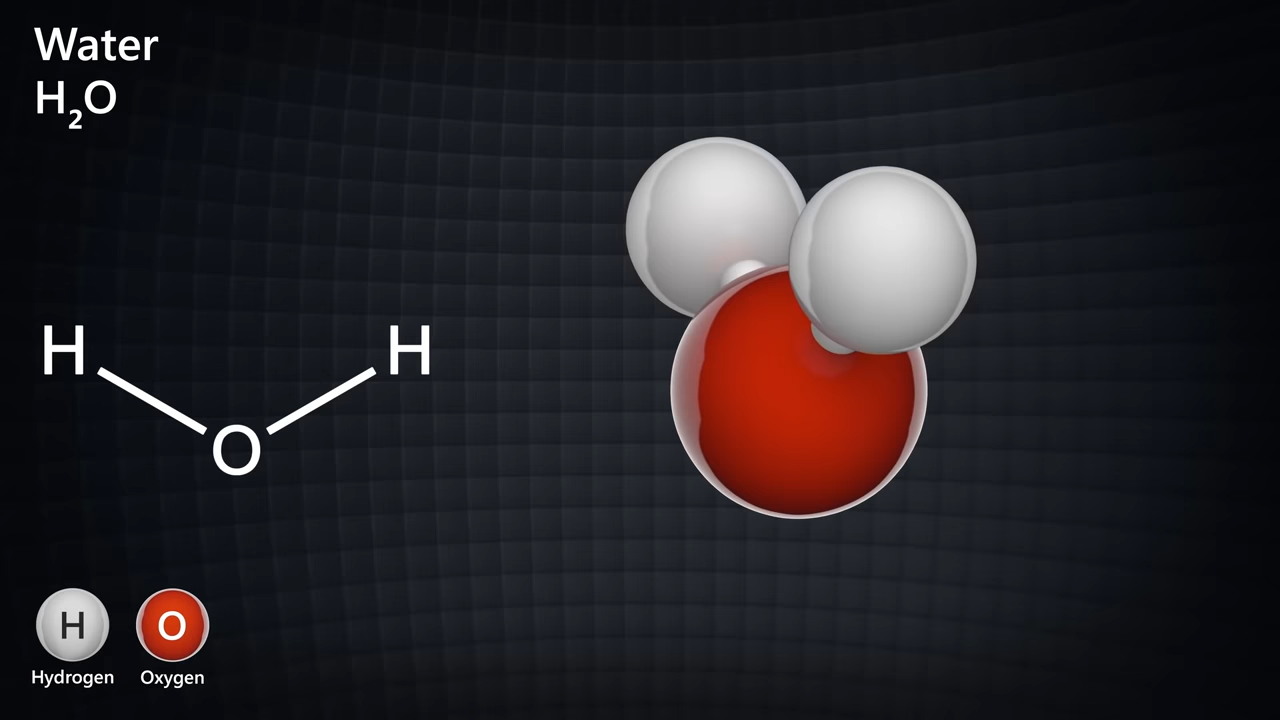 Water
H₂O
H H
O
H O
Hydrogen Oxygen